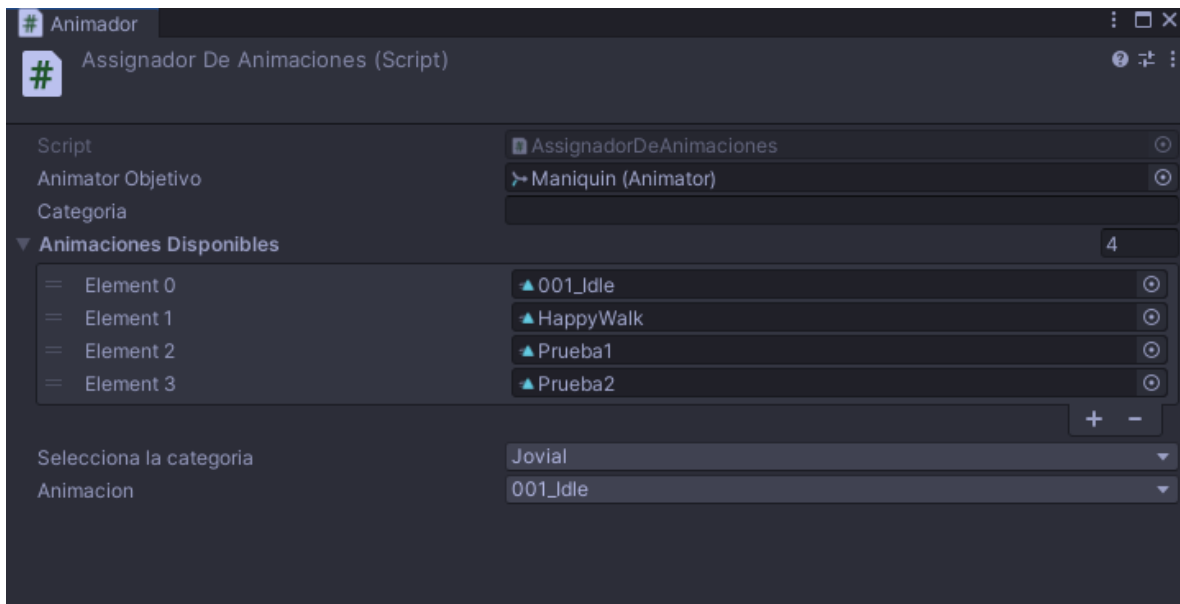 Animador
Assignador De Animaciones (Script)
Script AssignadorDeAnimaciones
Animator Objetivo Maniquin (Animator)
Categoria
Animaciones Disponibles 4
Element 0 001_Idle
Element 1 HappyWalk
Element 2 Prueba1
Element 3 Prueba2
Selecciona la categoria Jovial
Animacion 001_Idle